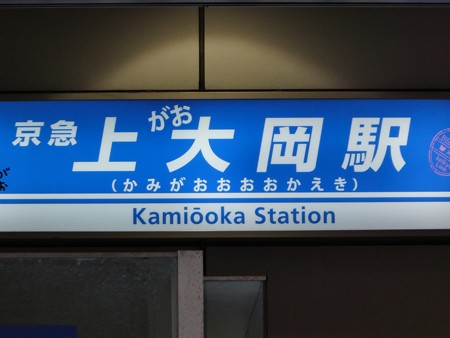 京急 上がお大岡駅
(かみがおおおおかえき)
Kamiōoka Station